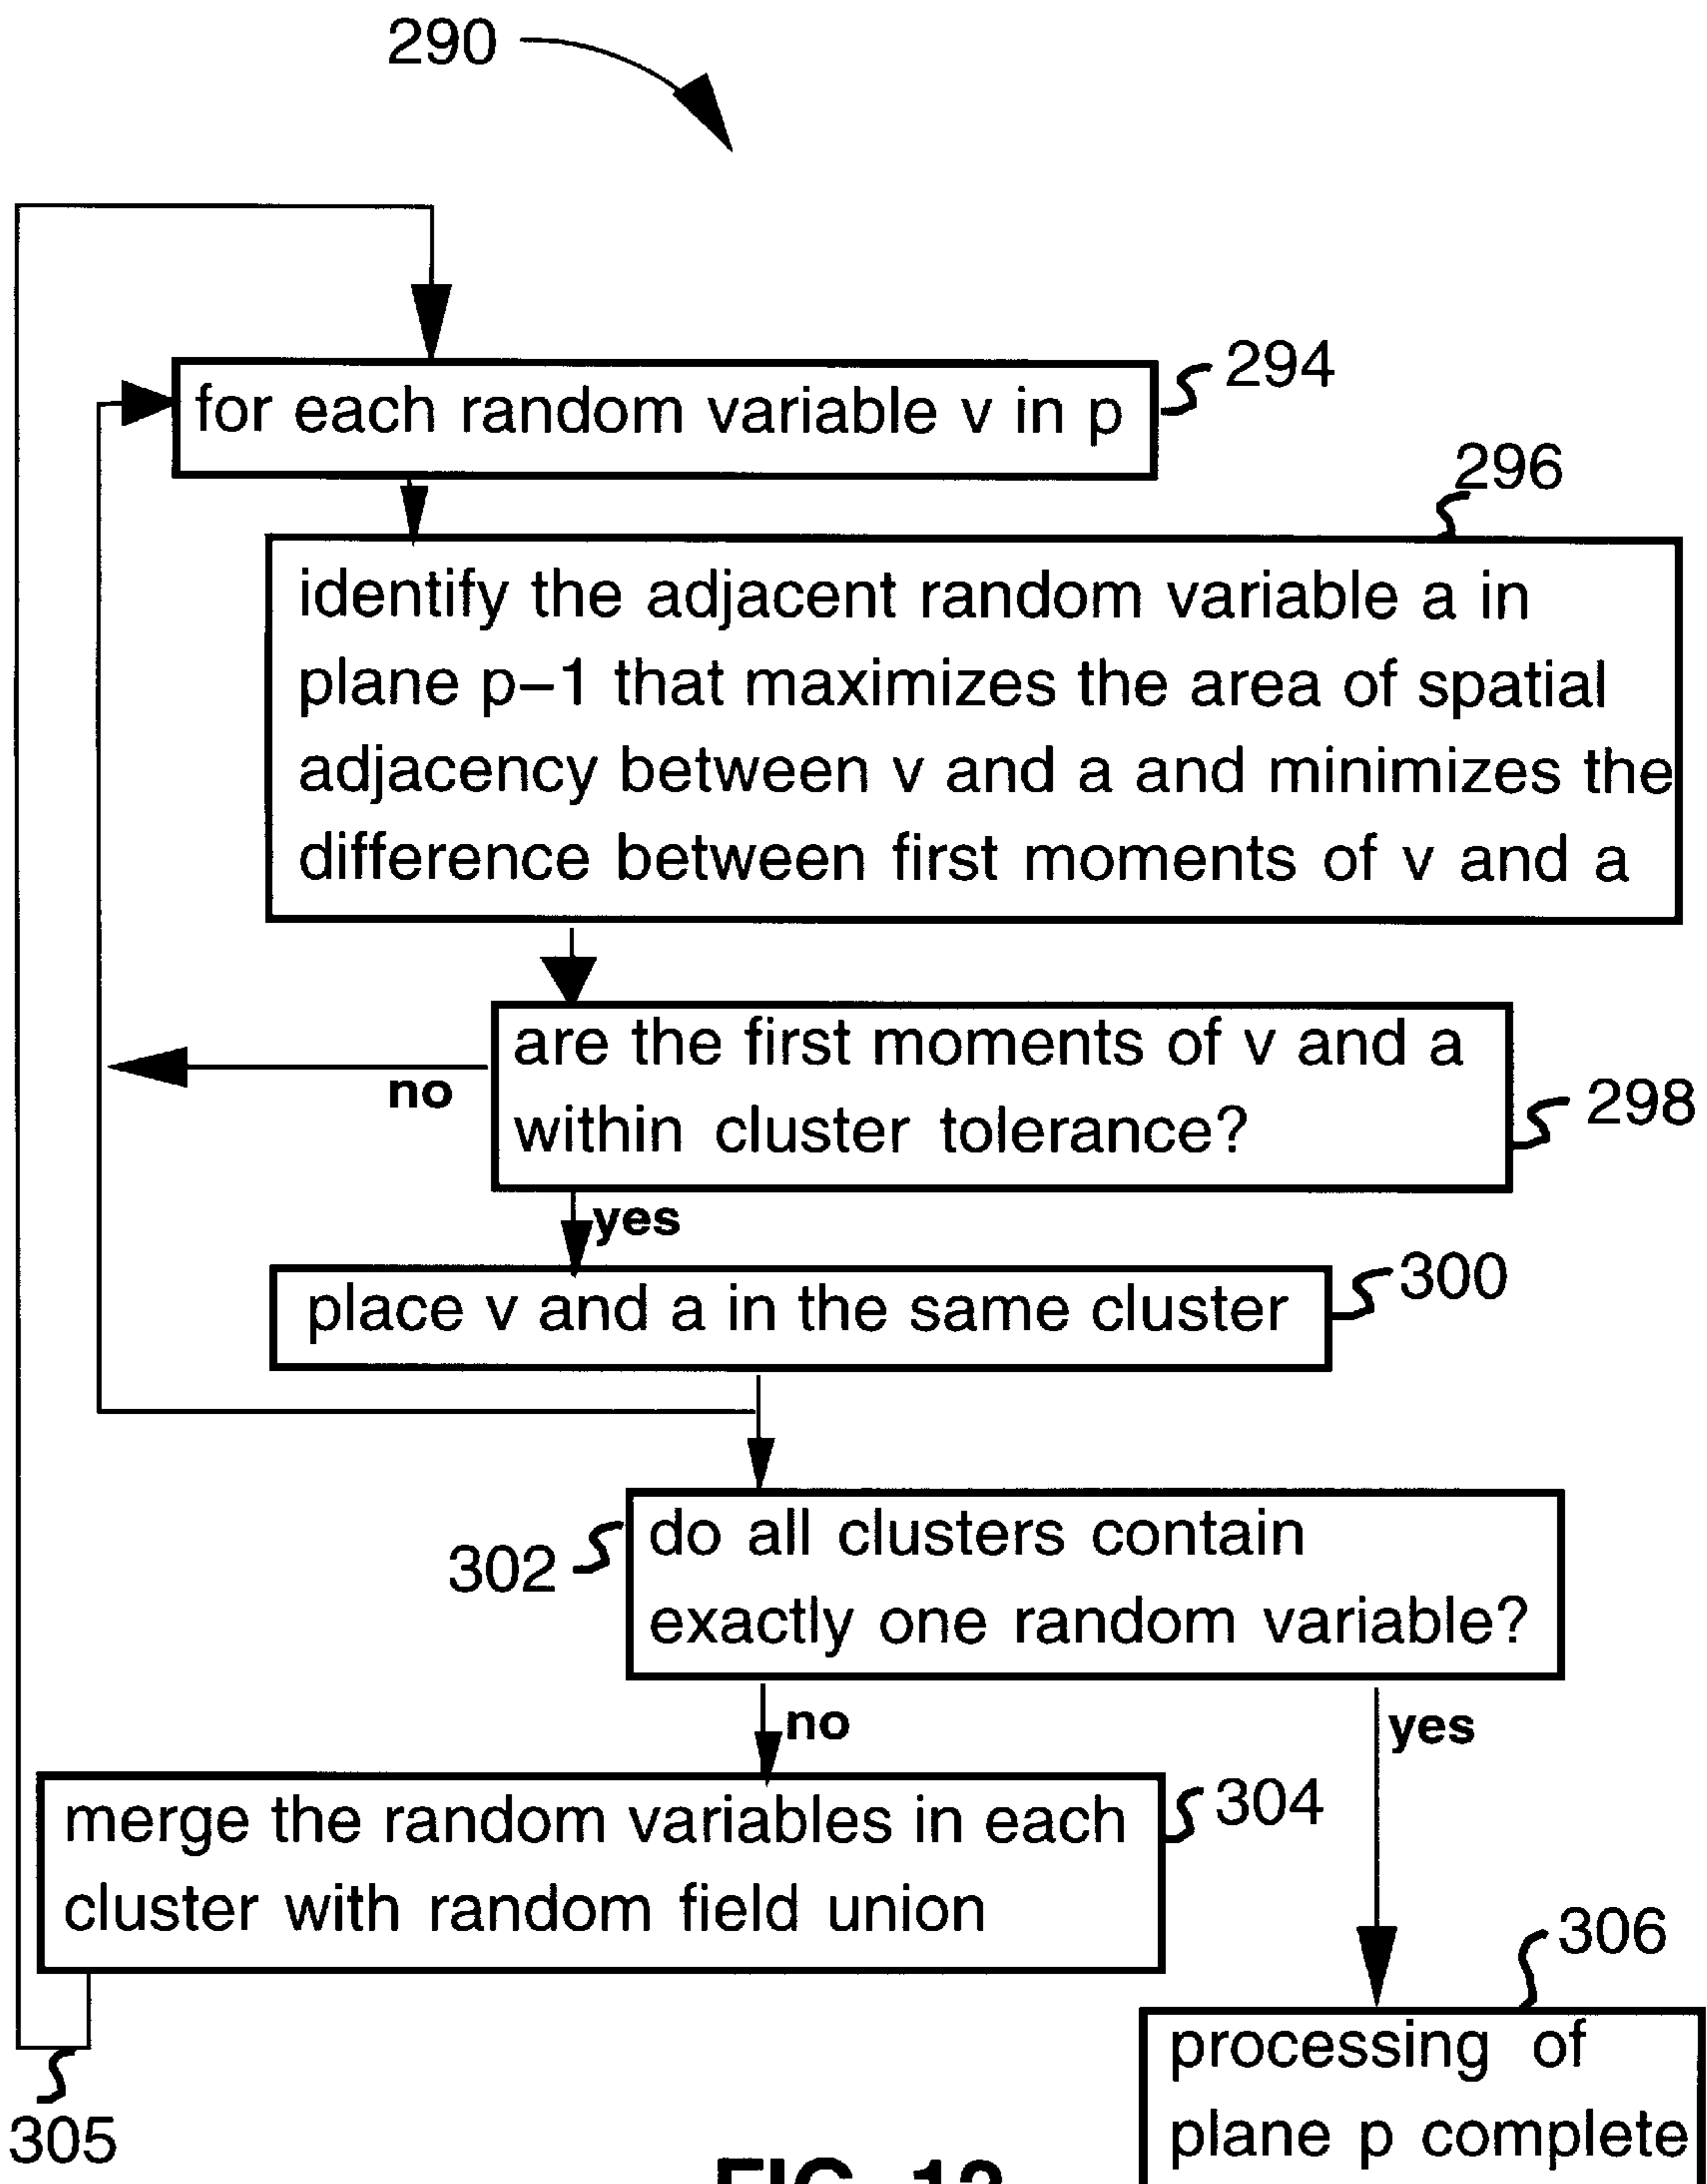 290
for each random variable v in p
294
296
identify the adjacent random variable a in
plane p–1 that maximizes the area of spatial
adjacency between v and a and minimizes the
difference between first moments of v and a
are the first moments of v and a
within cluster tolerance?
298
no
yes
place v and a in the same cluster
300
302
do all clusters contain
exactly one random variable?
no
yes
merge the random variables in each
cluster with random field union
304
305
306
processing of
plane p complete
FIG.